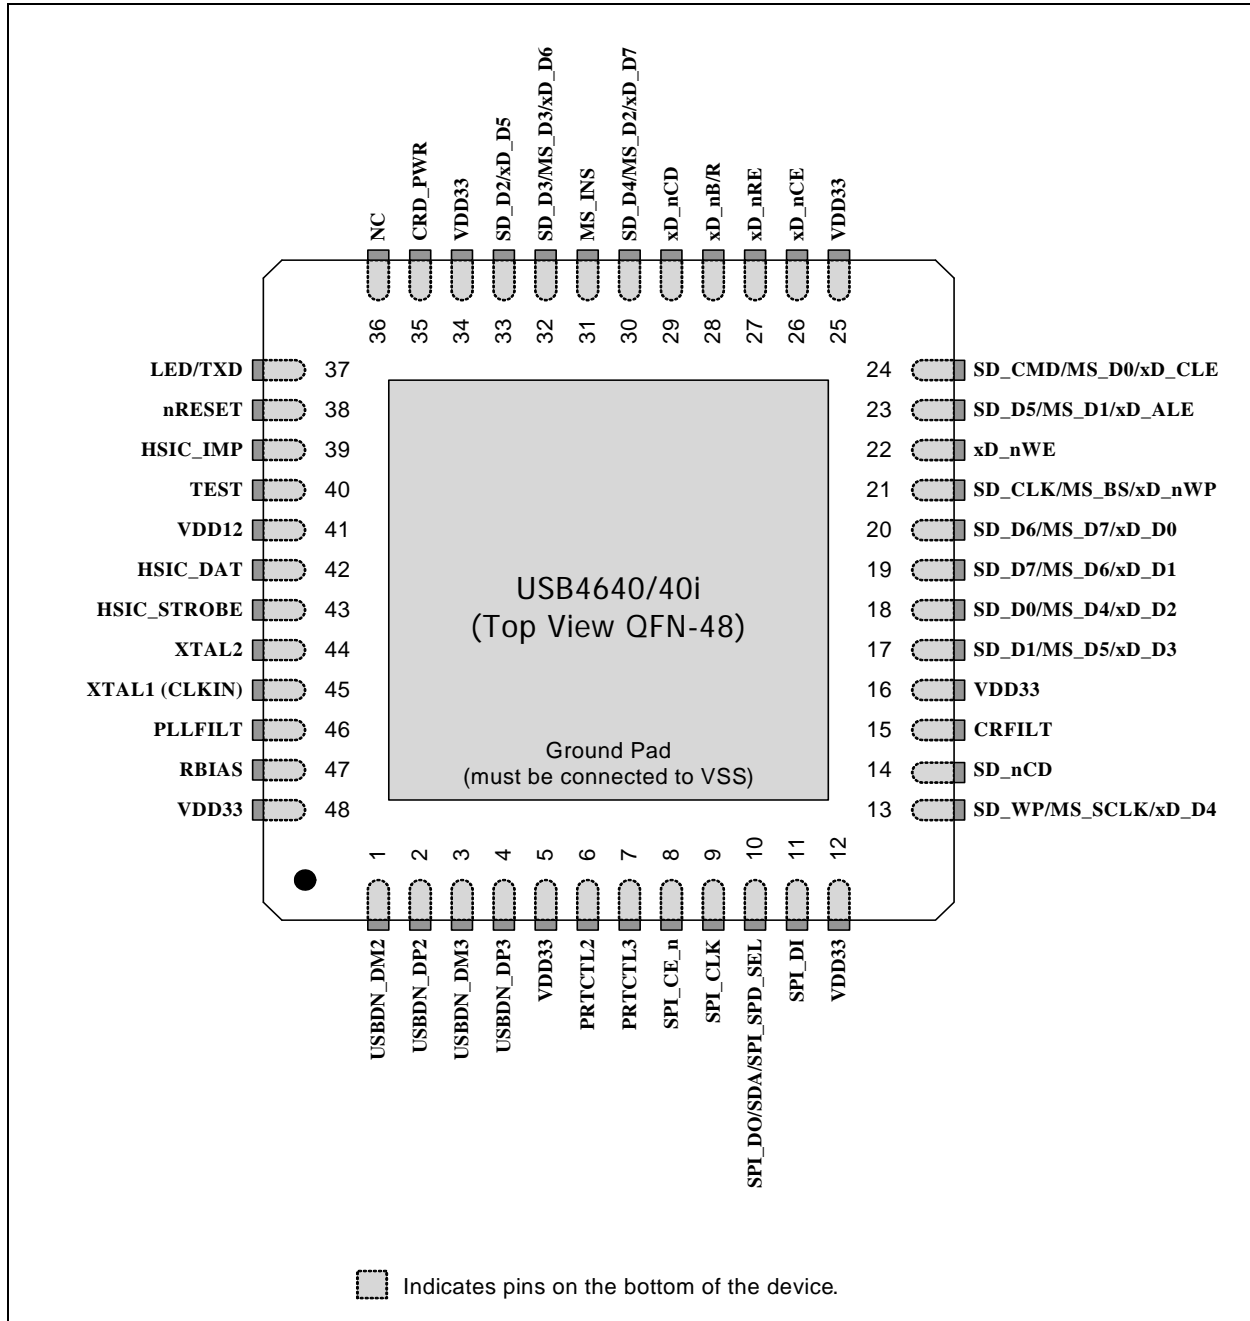 NC
CRD_PWR
VDD33
SD_D2/xD_D5
SD_D3/MS_D3/xD_D6
MS_INS
SD_D4/MS_D2/xD_D7
xD_nCD
xD_nB/R
xD_nRE
xD_nCE
VDD33
36
35
34
33
32
31
30
29
28
27
26
25
LED/TXD 37
nRESET 38
HSIC_IMP 39
TEST 40
VDD12 41
HSIC_DAT 42
HSIC_STROBE 43
XTAL2 44
XTAL1 (CLKIN) 45
PLLFILT 46
RBIAS 47
VDD33 48
USB4640/40i
(Top View QFN-48)
Ground Pad
(must be connected to VSS)
24 SD_CMD/MS_D0/xD_CLE
23 SD_D5/MS_D1/xD_ALE
22 xD_nWE
21 SD_CLK/MS_BS/xD_nWP
20 SD_D6/MS_D7/xD_D0
19 SD_D7/MS_D6/xD_D1
18 SD_D0/MS_D4/xD_D2
17 SD_D1/MS_D5/xD_D3
16 VDD33
15 CRFILT
14 SD_nCD
13 SD_WP/MS_SCLK/xD_D4
1
2
3
4
5
6
7
8
9
10
11
12
USBDN_DM2
USBDN_DP2
USBDN_DM3
USBDN_DP3
VDD33
PRTCTL2
PRTCTL3
SPI_CE_n
SPI_CLK
SPI_DO/SDA/SPI_SPD_SEL
SPI_DI
VDD33
Indicates pins on the bottom of the device.